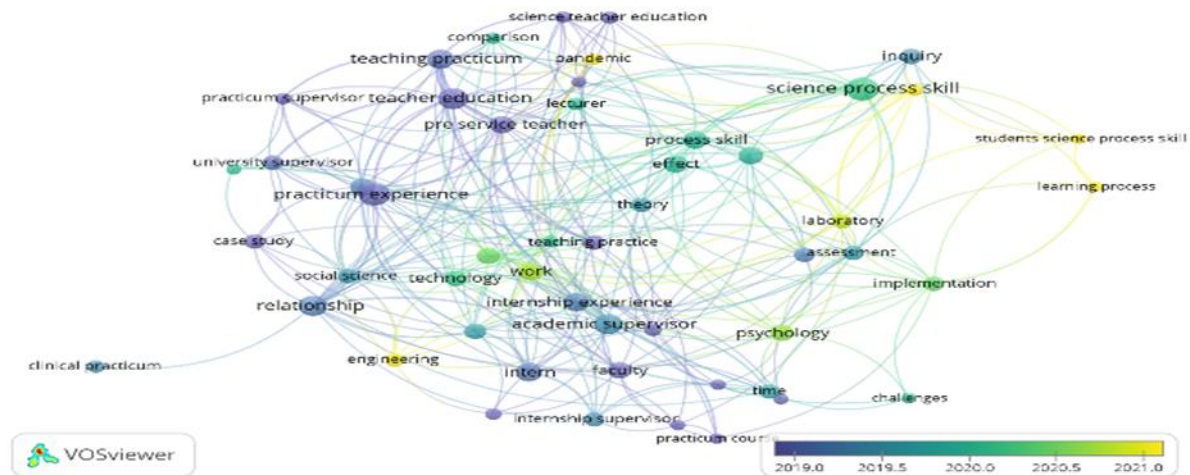 science teacher education
comparison
teaching practicum
pandemic
inquiry
science process skill
practicum supervisor
teacher education
lecturer
pre service teacher
process skill
students science process skill
university supervisor
effect
learning process
practicum experience
theory
laboratory
case study
teaching practice
assessment
social science
technology
work
implementation
relationship
internship experience
academic supervisor
psychology
clinical practicum
engineering
intern
faculty
time
challenges
internship supervisor
practicum course
VOSviewer
2019.0 2019.5 2020.0 2020.5 2021.0